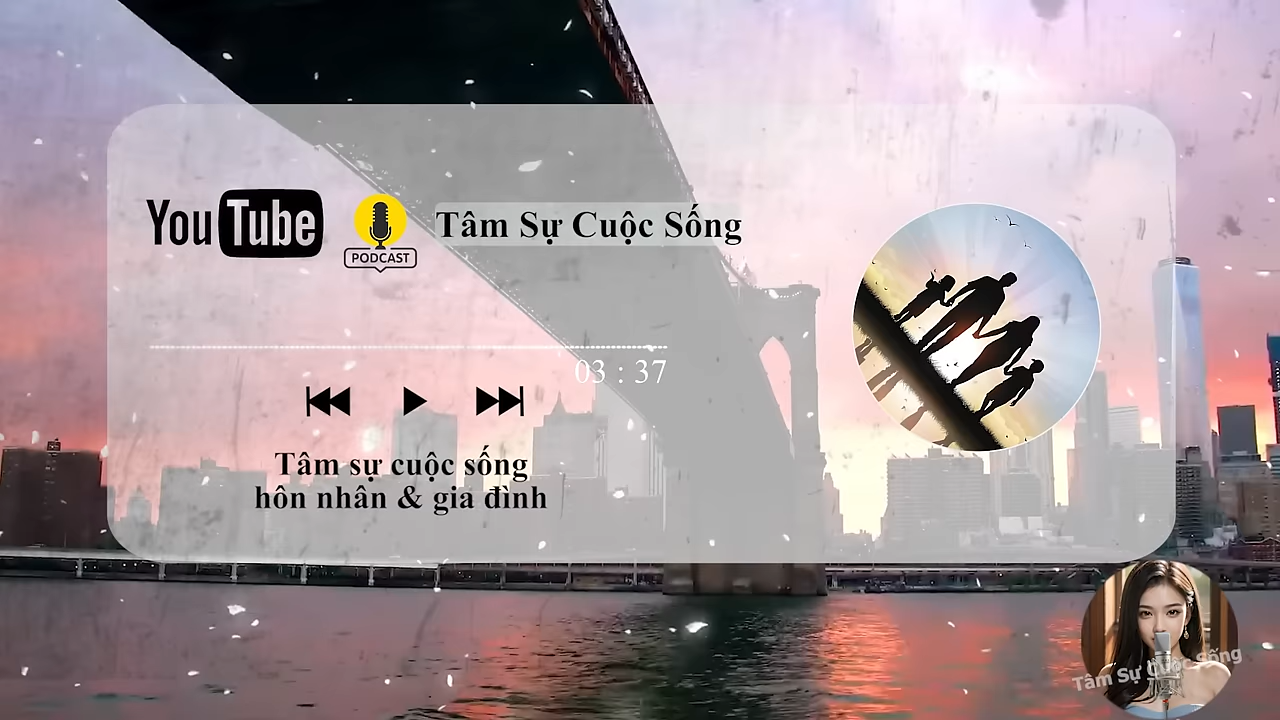 YouTube
PODCAST
Tâm Sự Cuộc Sống
03 : 37
Tâm sự cuộc sống
hôn nhân & gia đình
Tâm Sự Cuộc Sống